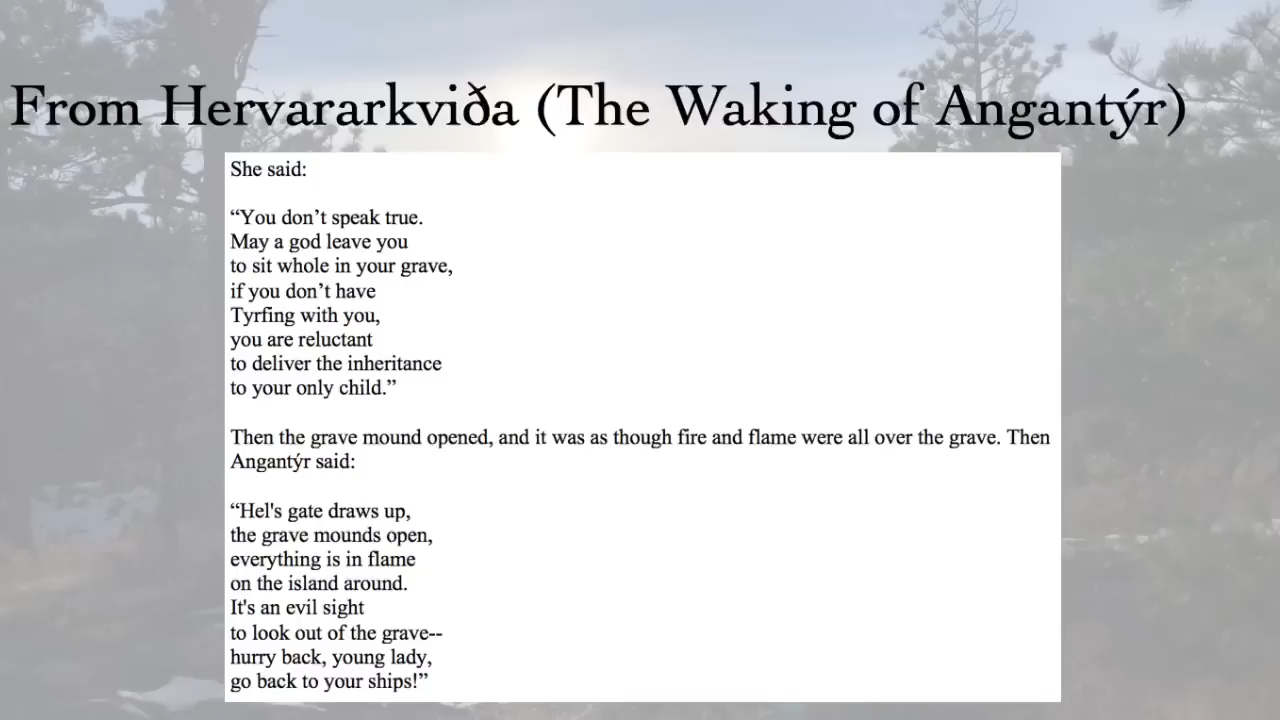 From Hervararkviða (The Waking of Angantýr)
She said:
“You don’t speak true.
May a god leave you
to sit whole in your grave,
if you don’t have
Tyrfing with you,
you are reluctant
to deliver the inheritance
to your only child.”
Then the grave mound opened, and it was as though fire and flame were all over the grave. Then
Angantýr said:
“Hel's gate draws up,
the grave mounds open,
everything is in flame
on the island around.
It's an evil sight
to look out of the grave--
hurry back, young lady,
go back to your ships!”